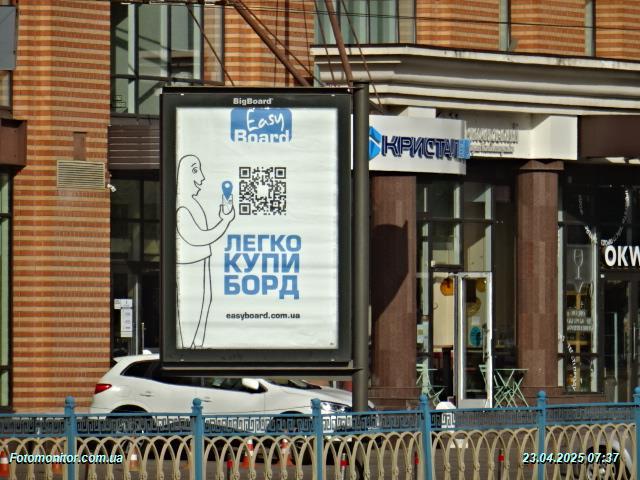 BigBoard
Easy
Board
ЛЕГКО
КУПИ
БОРД
easyboard.com.ua
КРИСТАЛ
OKW
Fotomonitor.com.ua
23.04.2025 07:37